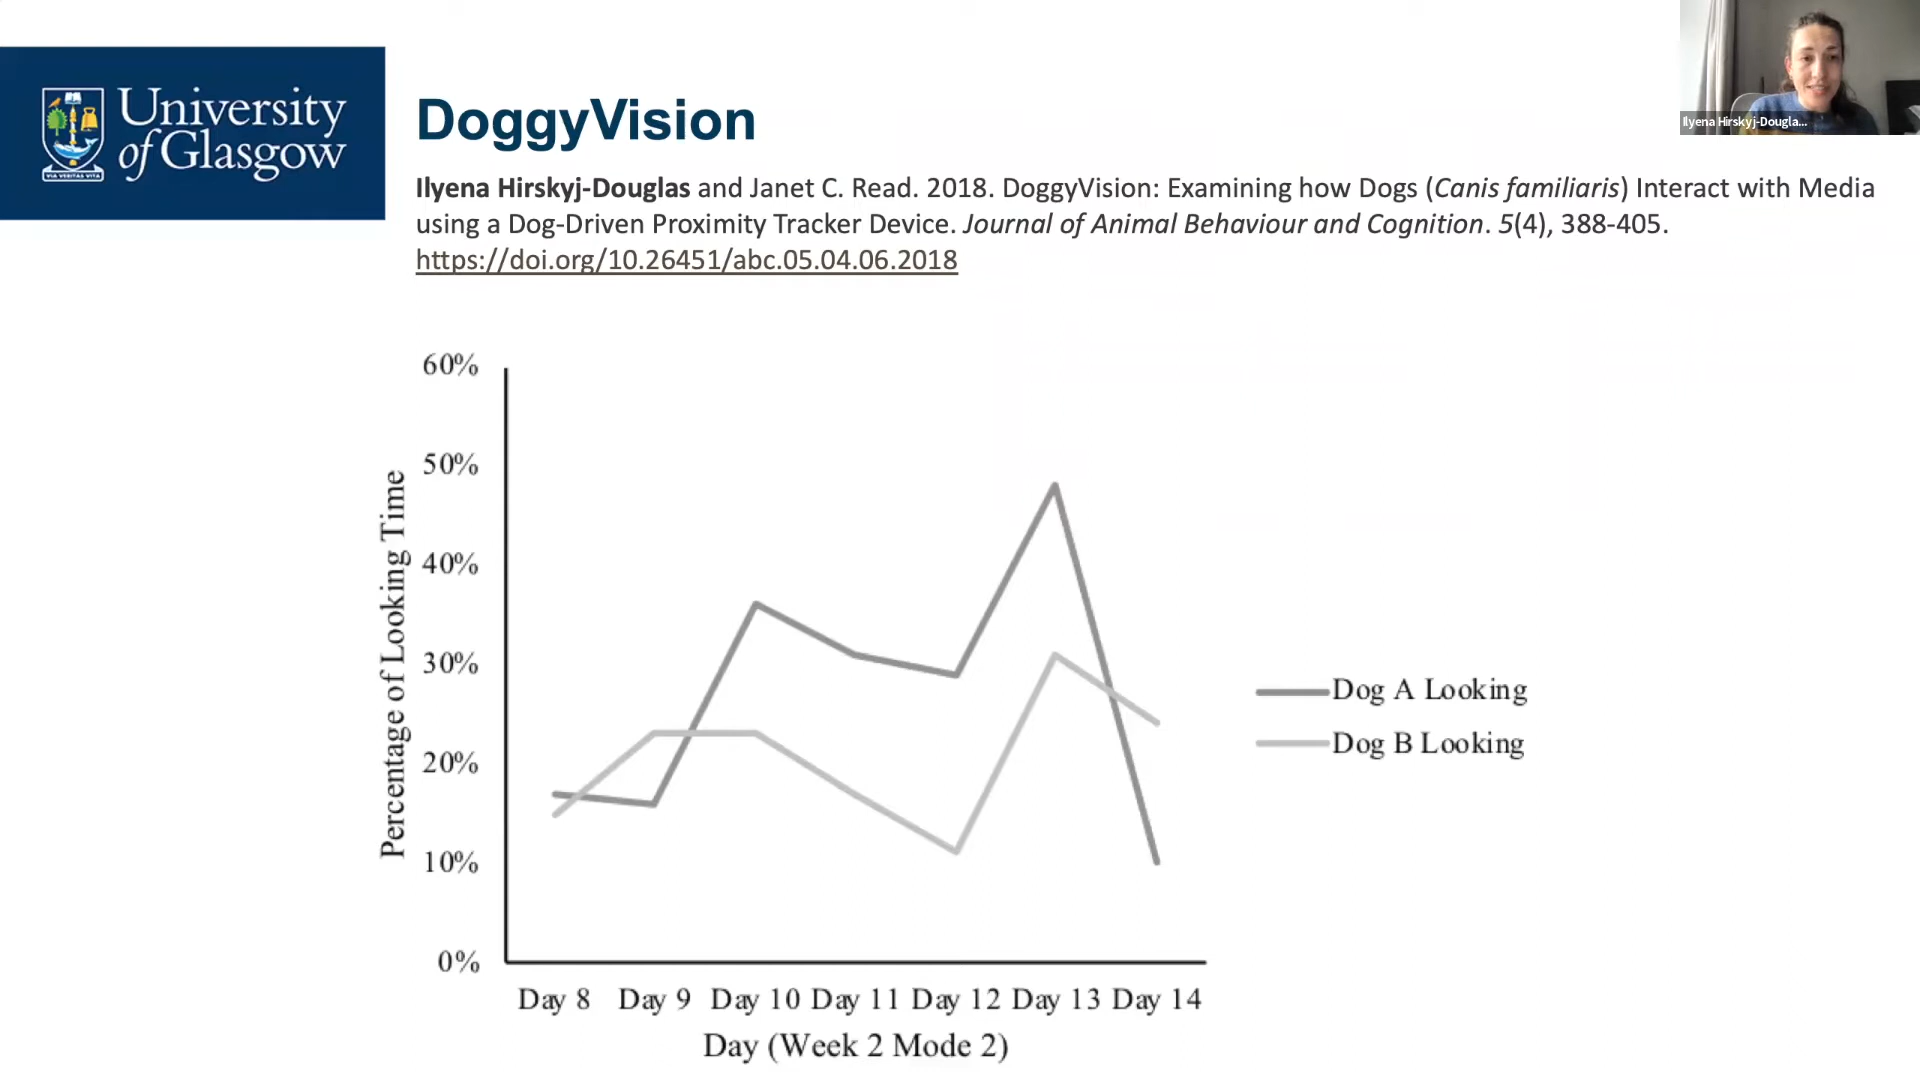 University
of Glasgow
VIA VERITAS VITA
DoggyVision
Ilyena Hirskyj-Douglas and Janet C. Read. 2018. DoggyVision: Examining how Dogs (Canis familiaris) Interact with Media
using a Dog-Driven Proximity Tracker Device. Journal of Animal Behaviour and Cognition. 5(4), 388-405.
https://doi.org/10.26451/abc.05.04.06.2018
Ilyena Hirskyj-Dougla...
Percentage of Looking Time
60%
50%
40%
30%
20%
10%
0%
Day 8 Day 9 Day 10 Day 11 Day 12 Day 13 Day 14
Day (Week 2 Mode 2)
Dog A Looking
Dog B Looking